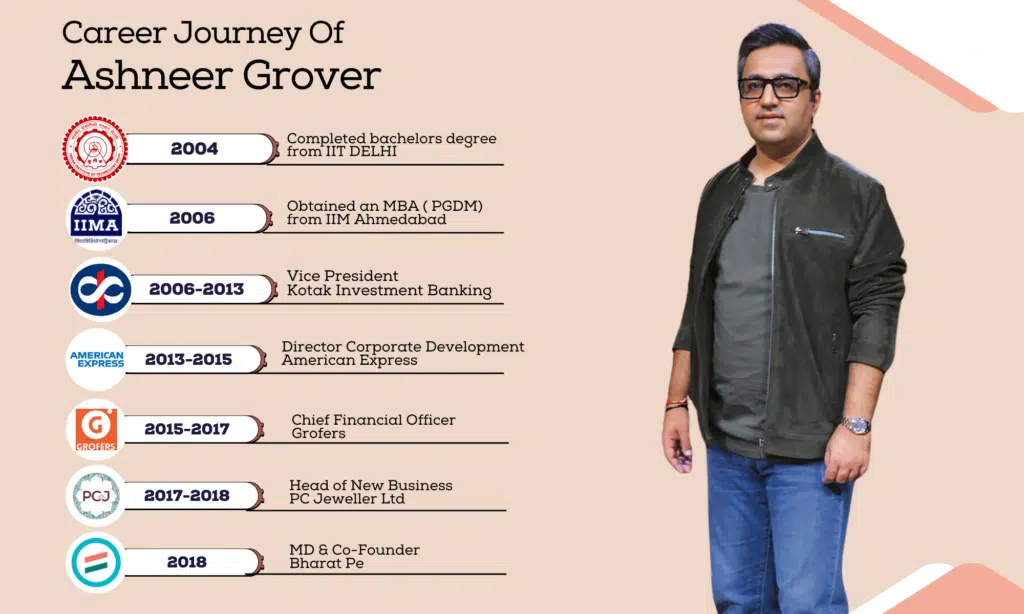 Career Journey Of
Ashneer Grover
2004
Completed bachelors degree
from IIT DELHI
IIMA
2006
Obtained an MBA ( PGDM)
from IIM Ahmedabad
2006-2013
Vice President
Kotak Investment Banking
AMERICAN
EXPRESS
2013-2015
Director Corporate Development
American Express
G
GROFERS
2015-2017
Chief Financial Officer
Grofers
PCJ
2017-2018
Head of New Business
PC Jeweller Ltd
2018
MD & Co-Founder
Bharat Pe